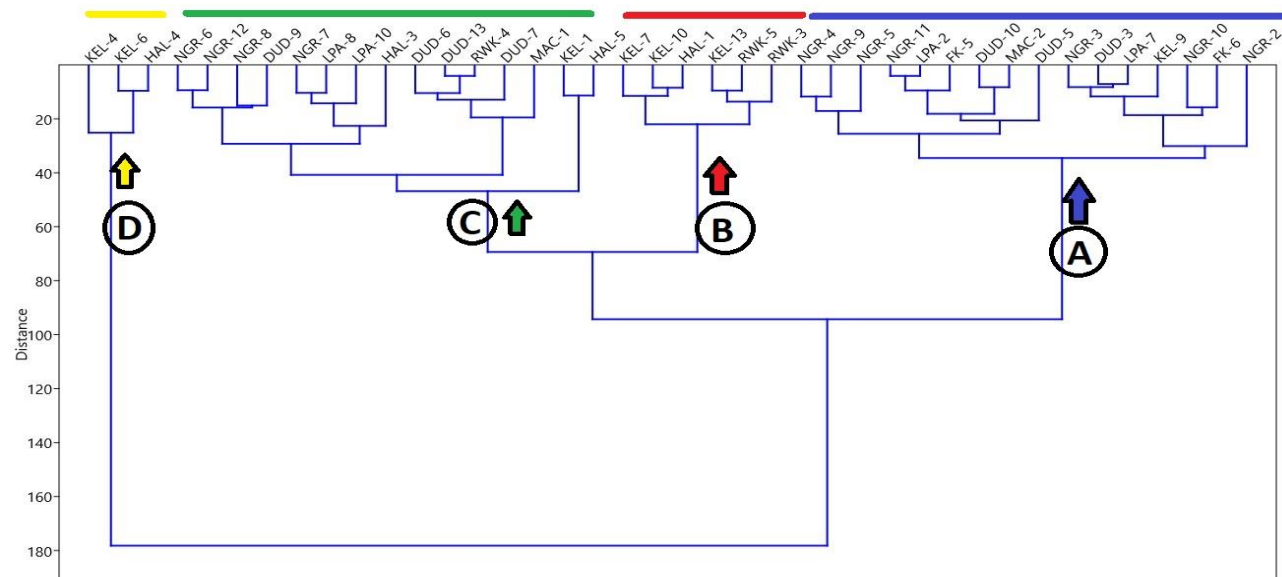 KEL-4 KEL-6 HAL-4 NGR-6 NGR-12 NGR-8 DUD-9 NGR-7 LPA-8 LPA-10 HAL-3 DUD-6 DUD-13 RWK-4 DUD-7 MAC-1 KEL-1 HAL-5 KEL-7 KEL-10 HAL-1 KEL-13 RWK-5 RWK-3 NGR-4 NGR-9 NGR-5 NGR-11 LPA-2 FK-5 DUD-10 MAC-2 DUD-5 NGR-3 DUD-3 LPA-7 KEL-9 NGR-10 FK-6 NGR-2
20
40
60
80
100
120
140
160
180
Distance
D
C
B
A